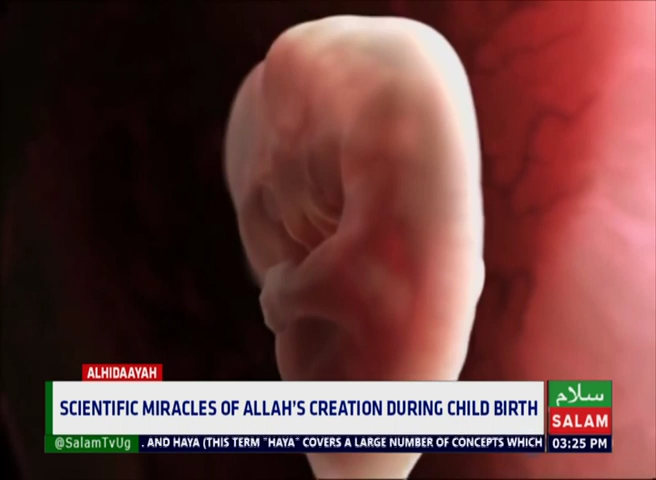 ALHIDAAYAH
SCIENTIFIC MIRACLES OF ALLAH'S CREATION DURING CHILD BIRTH
سلام
SALAM
@SalamTvUg
. AND HAYA (THIS TERM "HAYA" COVERS A LARGE NUMBER OF CONCEPTS WHICH
03:25 PM